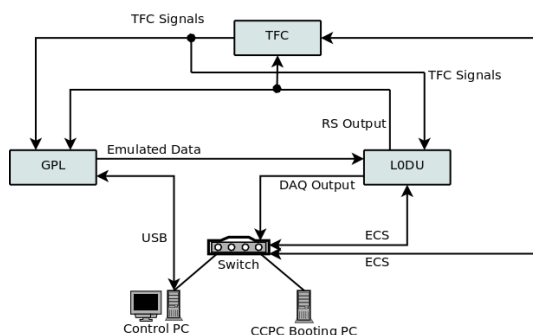 TFC Signals
TFC
TFC Signals
RS Output
GPL
Emulated Data
L0DU
DAQ Output
USB
ECS
ECS
Switch
Control PC
CCPC Booting PC